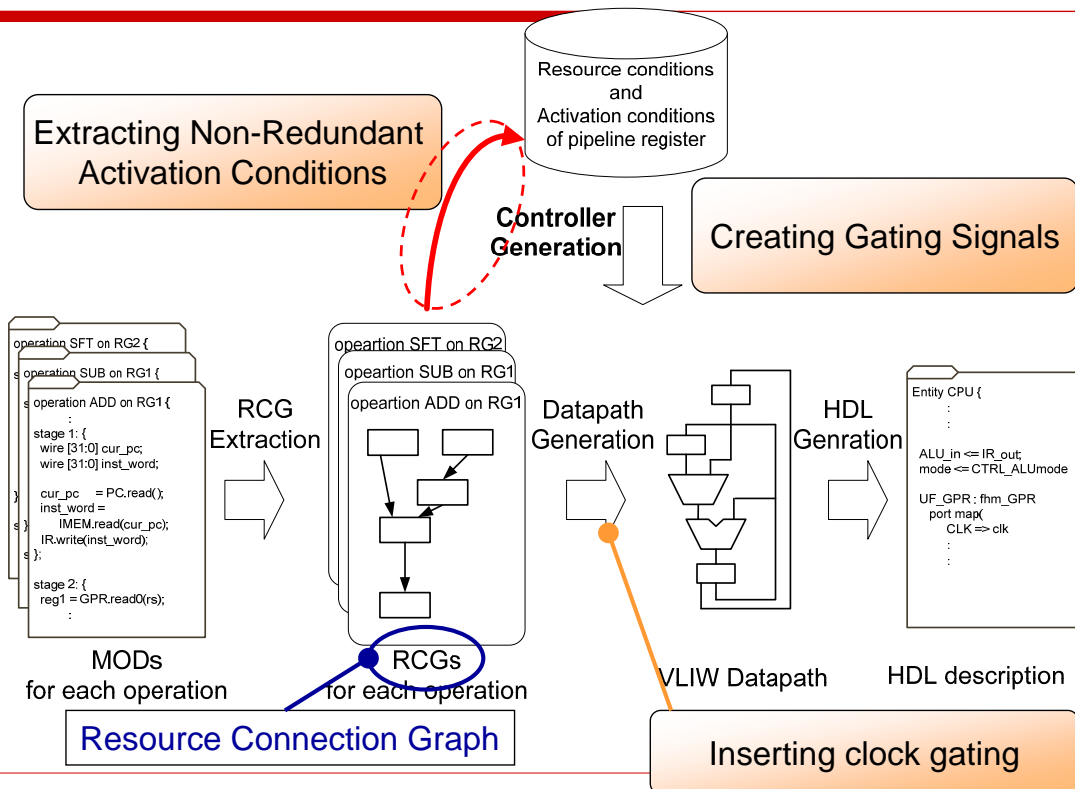 Resource conditions
and
Activation conditions
of pipeline register
Extracting Non-Redundant
Activation Conditions
Controller
Generation
Creating Gating Signals
operation SFT on RG2 {
s
operation SUB on RG1 {
s
operation ADD on RG1 {
:
stage 1: {
wire [31:0] cur_pc;
wire [31:0] inst_word;
cur_pc = PC.read();
inst_word =
IMEM.read(cur_pc);
IR.write(inst_word);
};
stage 2: {
reg1 = GPR.read0(rs);
:
}
s
}
s
MODs
for each operation
RCG
Extraction
opeartion SFT on RG2
opeartion SUB on RG1
opeartion ADD on RG1
RCGs
for each operation
Resource Connection Graph
Datapath
Generation
VLIW Datapath
Inserting clock gating
HDL
Genration
Entity CPU {
:
:
ALU_in <= IR_out;
mode <= CTRL_ALUmode
UF_GPR : fhm_GPR
port map(
CLK => clk
:
:
HDL description